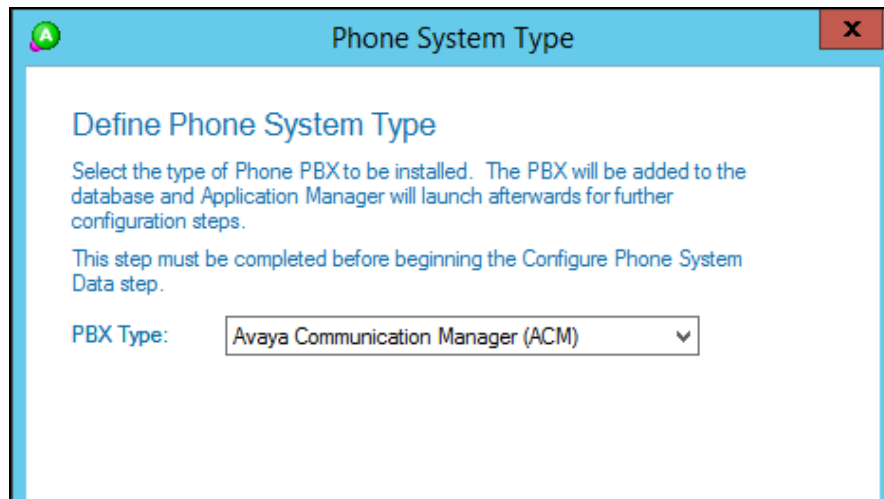 A
Phone System Type
x
Define Phone System Type
Select the type of Phone PBX to be installed. The PBX will be added to the
database and Application Manager will launch afterwards for further
configuration steps.
This step must be completed before beginning the Configure Phone System
Data step.
PBX Type:
Avaya Communication Manager (ACM)